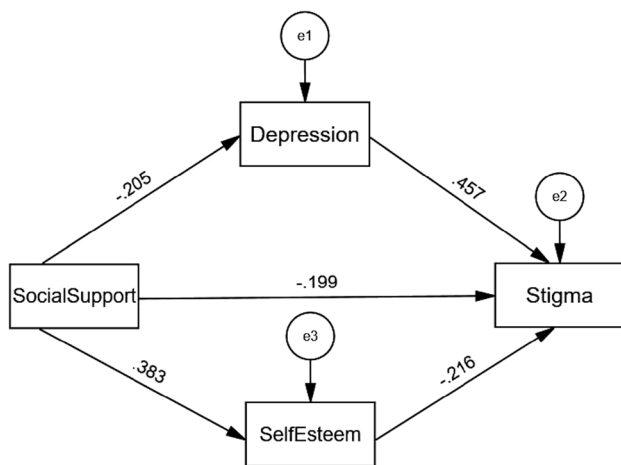 e1
Depression
-.205
.457
e2
SocialSupport
-.199
Stigma
e3
.383
-.216
SelfEsteem